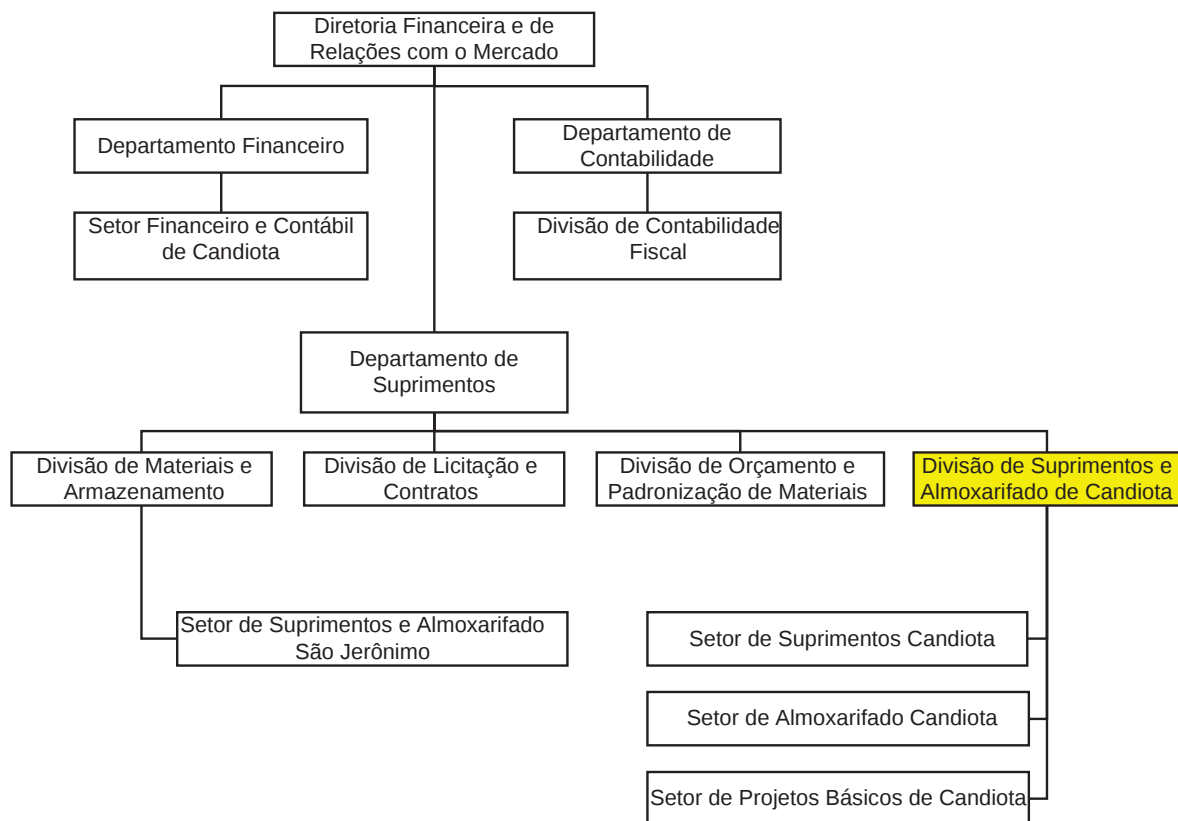 Diretoria Financeira e de
Relações com o Mercado
Departamento Financeiro
Departamento de
Contabilidade
Setor Financeiro e Contábil
de Candiota
Divisão de Contabilidade
Fiscal
Departamento de
Suprimentos
Divisão de Materiais e
Armazenamento
Divisão de Licitação e
Contratos
Divisão de Orçamento e
Padronização de Materiais
Divisão de Suprimentos e
Almoxarifado de Candiota
Setor de Suprimentos e Almoxarifado
São Jerônimo
Setor de Suprimentos Candiota
Setor de Almoxarifado Candiota
Setor de Projetos Básicos de Candiota